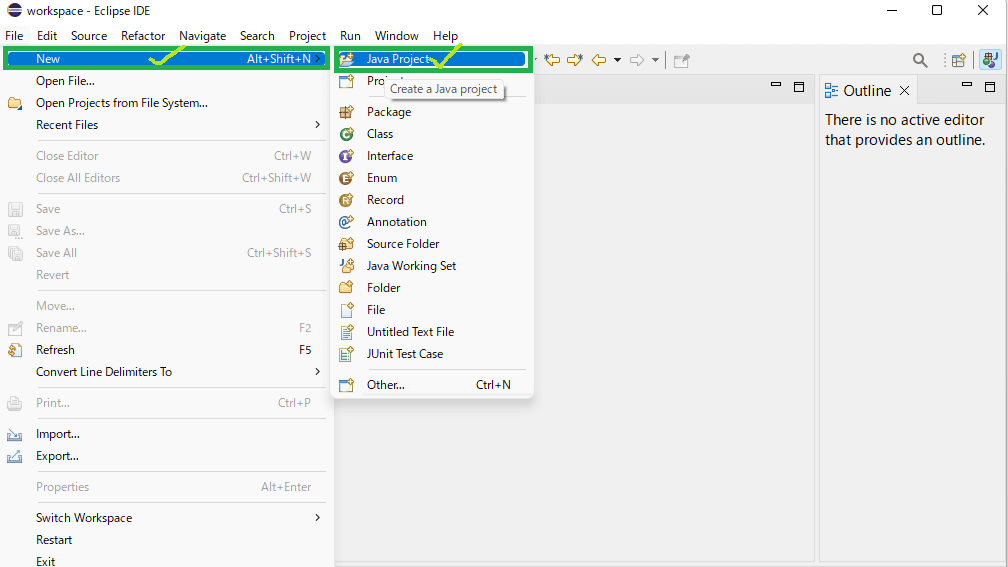 workspace - Eclipse IDE
File Edit Source Refactor Navigate Search Project Run Window Help
New Alt+Shift+N
Open File...
Open Projects from File System...
Recent Files
Close Editor Ctrl+W
Close All Editors Ctrl+Shift+W
Save Ctrl+S
Save As...
Save All Ctrl+Shift+S
Revert
Move...
Rename... F2
Refresh F5
Convert Line Delimiters To
Print... Ctrl+P
Import...
Export...
Properties Alt+Enter
Switch Workspace
Restart
Exit
Java Project
Create a Java project
Package
Class
Interface
Enum
Record
Annotation
Source Folder
Java Working Set
Folder
File
Untitled Text File
JUnit Test Case
Other... Ctrl+N
Outline
There is no active editor
that provides an outline.